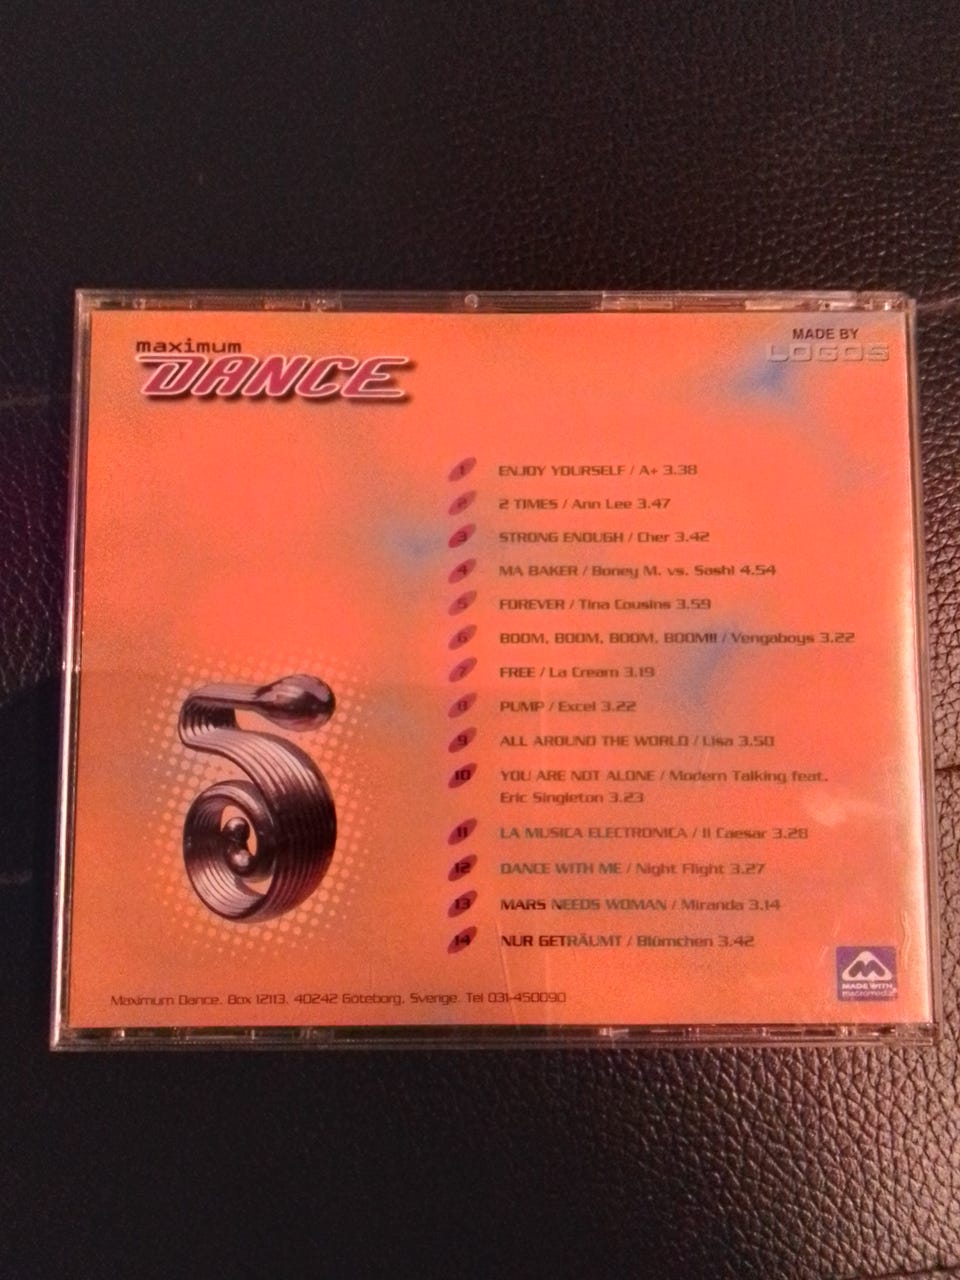 maximum
DANCE
MADE BY
LOGOS
1 ENJOY YOURSELF / A+ 3.38
2 2 TIMES / Ann Lee 3.47
3 STRONG ENOUGH / Cher 3.42
4 MA BAKER / Boney M. vs. Sash! 4.54
5 FOREVER / Tina Cousins 3.59
6 BOOM, BOOM, BOOM, BOOM!! / Vengaboys 3.22
7 FREE / La Cream 3.19
8 PUMP / Excel 3.22
9 ALL AROUND THE WORLD / Lisa 3.50
10 YOU ARE NOT ALONE / Modern Talking feat.
Eric Singleton 3.23
11 LA MUSICA ELECTRONICA / Il Caesar 3.28
12 DANCE WITH ME / Night Flight 3.27
13 MARS NEEDS WOMAN / Miranda 3.14
14 NUR GETRÄUMT / Blümchen 3.42
MADE WITH
macromedia
Maximum Dance. Box 12113. 40242 Göteborg, Sverige. Tel 031-450090